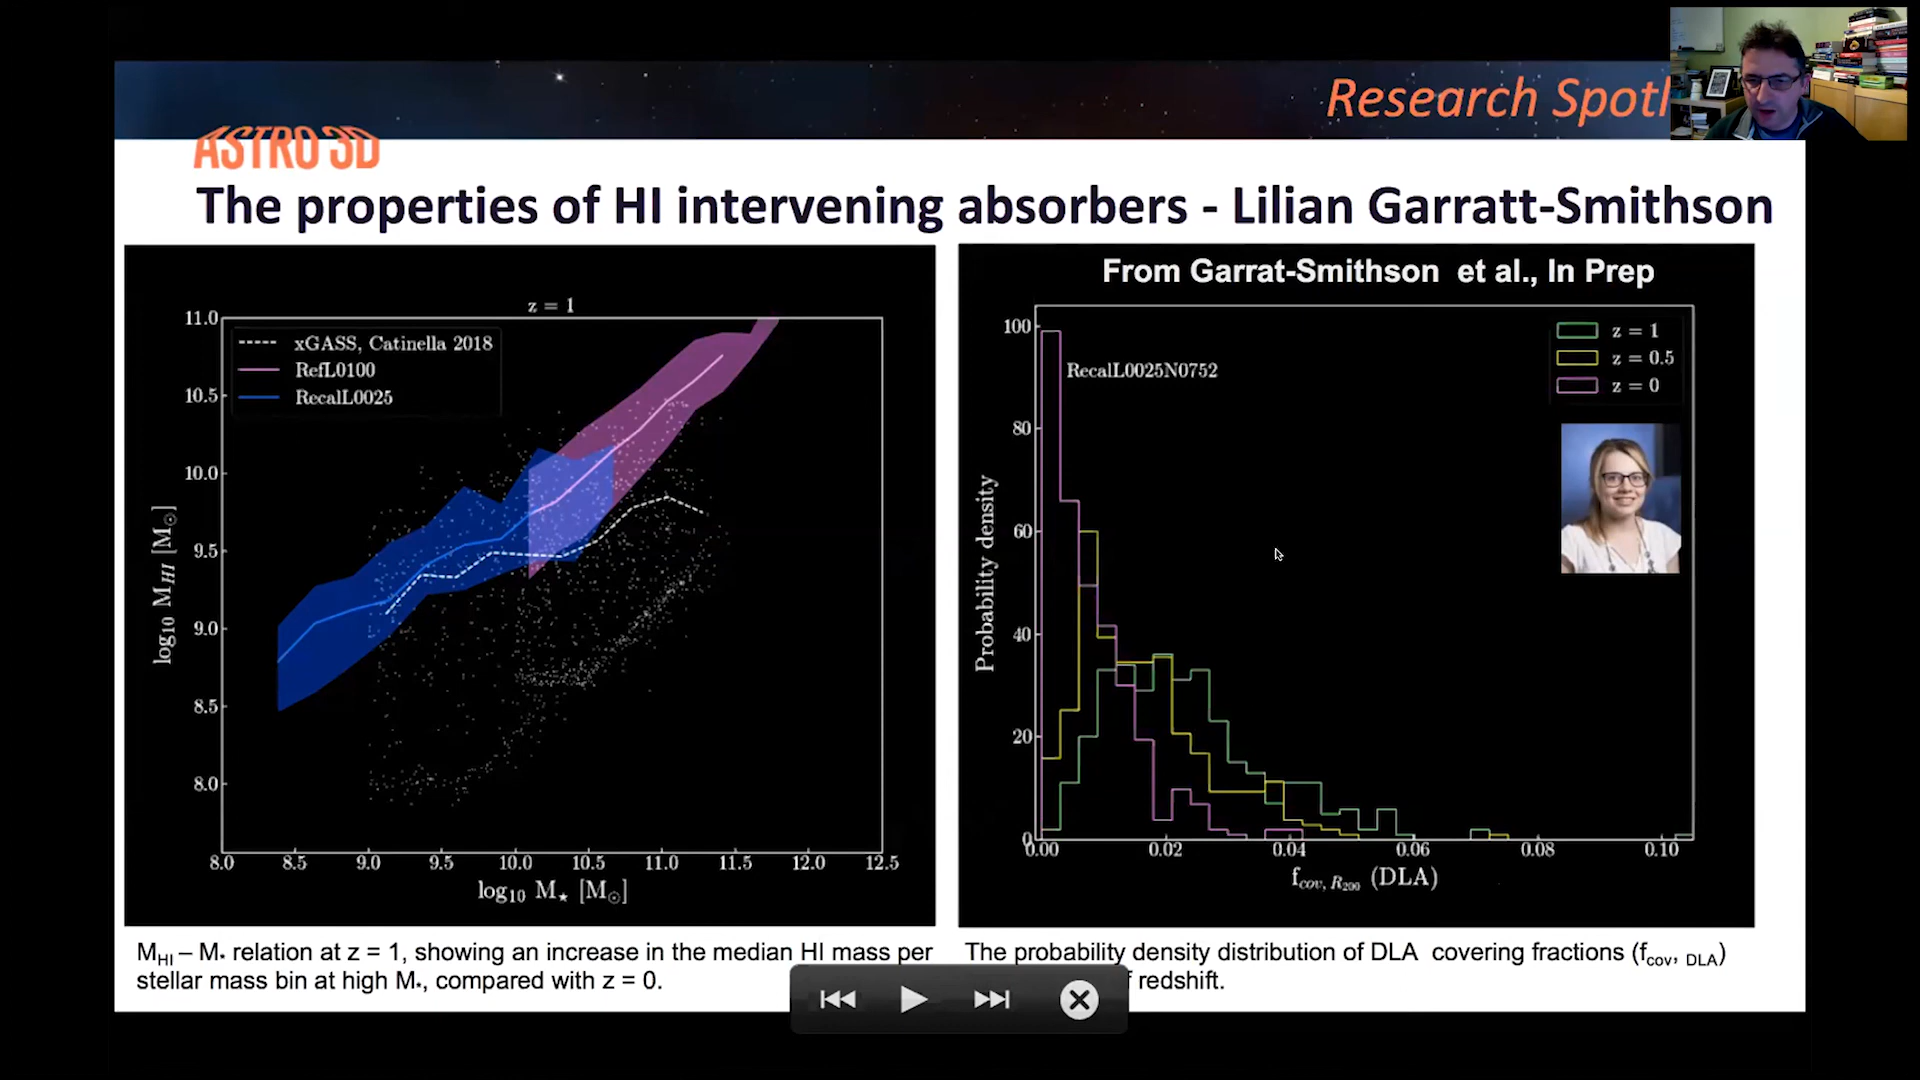 Research Spotl
ASTRO 3D
The properties of HI intervening absorbers - Lilian Garratt-Smithson
z = 1
xGASS, Catinella 2018
RefL0100
RecalL0025
11.0
10.5
10.0
9.5
9.0
8.5
8.0
log10 MHI [M⊙]
8.0 8.5 9.0 9.5 10.0 10.5 11.0 11.5 12.0 12.5
log10 M⋆ [M⊙]
From Garrat-Smithson et al., In Prep
RecalL0025N0752
z = 1
z = 0.5
z = 0
100
80
60
40
20
0
Probability density
0.00 0.02 0.04 0.06 0.08 0.10
fcov, R200 (DLA)
MHI – M* relation at z = 1, showing an increase in the median HI mass per
stellar mass bin at high M*, compared with z = 0.
The probability density distribution of DLA covering fractions (fcov, DLA)
f redshift.